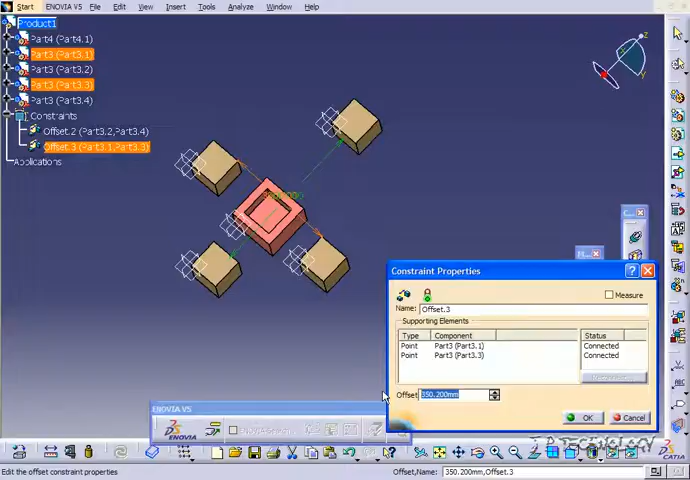 Start ENOVIA V5 File Edit View Insert Tools Analyze Window Help
Product1
Part4 (Part4.1)
Part3 (Part3.1)
Part3 (Part3.2)
Part3 (Part3.3)
Part3 (Part3.4)
Constraints
Offset.2 (Part3.2,Part3.4)
Offset.3 (Part3.1,Part3.3)
Applications
z
x
y
Constraint Properties
Measure
Name: Offset.3
Supporting Elements
Type Component Status
Point Part3 (Part3.1) Connected
Point Part3 (Part3.3) Connected
Offset 350.200mm
OK Cancel
ENOVIA V5
ENOVIA
TECHNOLOGY
Edit the offset constraint properties
Offset,Name: 350.200mm,Offset.3